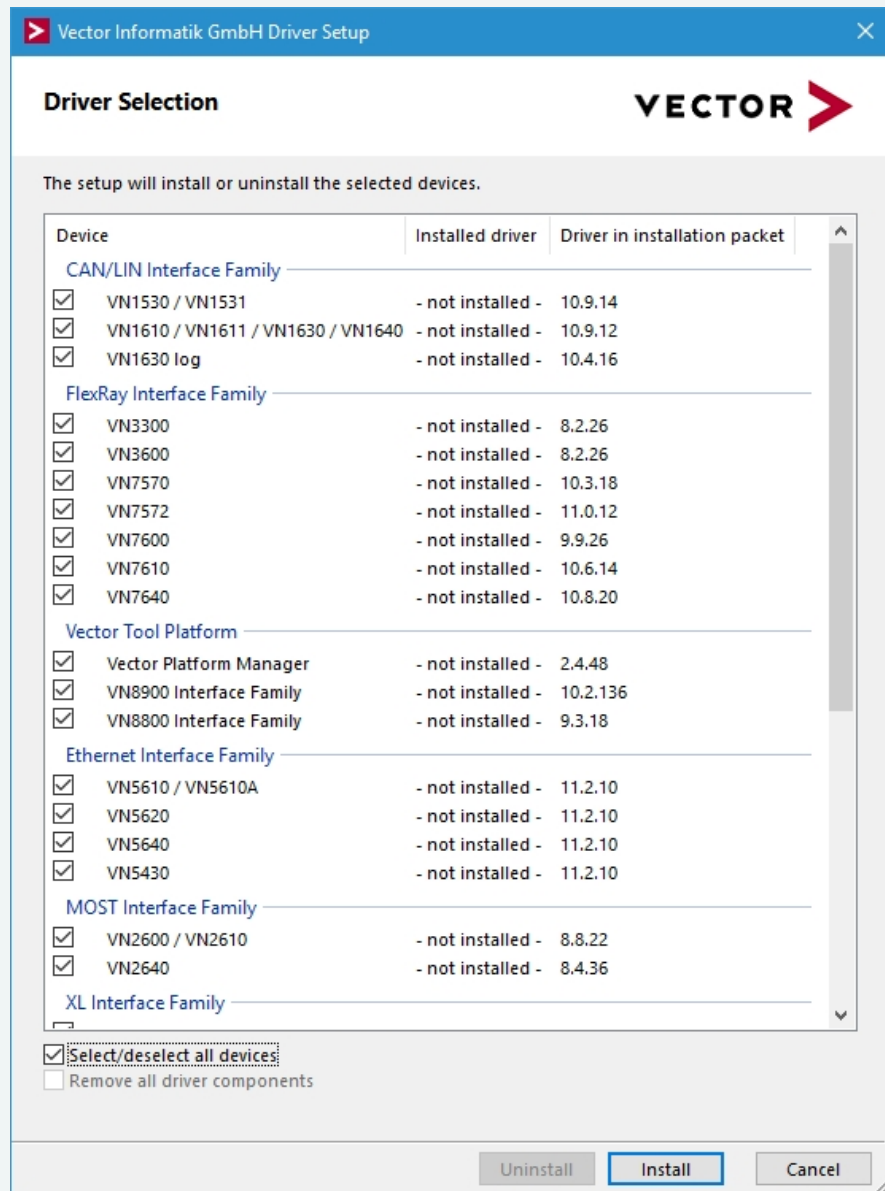 Vector Informatik GmbH Driver Setup
Driver Selection
VECTOR
The setup will install or uninstall the selected devices.
Device Installed driver Driver in installation packet
CAN/LIN Interface Family
VN1530 / VN1531 - not installed - 10.9.14
VN1610 / VN1611 / VN1630 / VN1640 - not installed - 10.9.12
VN1630 log - not installed - 10.4.16
FlexRay Interface Family
VN3300 - not installed - 8.2.26
VN3600 - not installed - 8.2.26
VN7570 - not installed - 10.3.18
VN7572 - not installed - 11.0.12
VN7600 - not installed - 9.9.26
VN7610 - not installed - 10.6.14
VN7640 - not installed - 10.8.20
Vector Tool Platform
Vector Platform Manager - not installed - 2.4.48
VN8900 Interface Family - not installed - 10.2.136
VN8800 Interface Family - not installed - 9.3.18
Ethernet Interface Family
VN5610 / VN5610A - not installed - 11.2.10
VN5620 - not installed - 11.2.10
VN5640 - not installed - 11.2.10
VN5430 - not installed - 11.2.10
MOST Interface Family
VN2600 / VN2610 - not installed - 8.8.22
VN2640 - not installed - 8.4.36
XL Interface Family
Select/deselect all devices
Remove all driver components
Uninstall Install Cancel